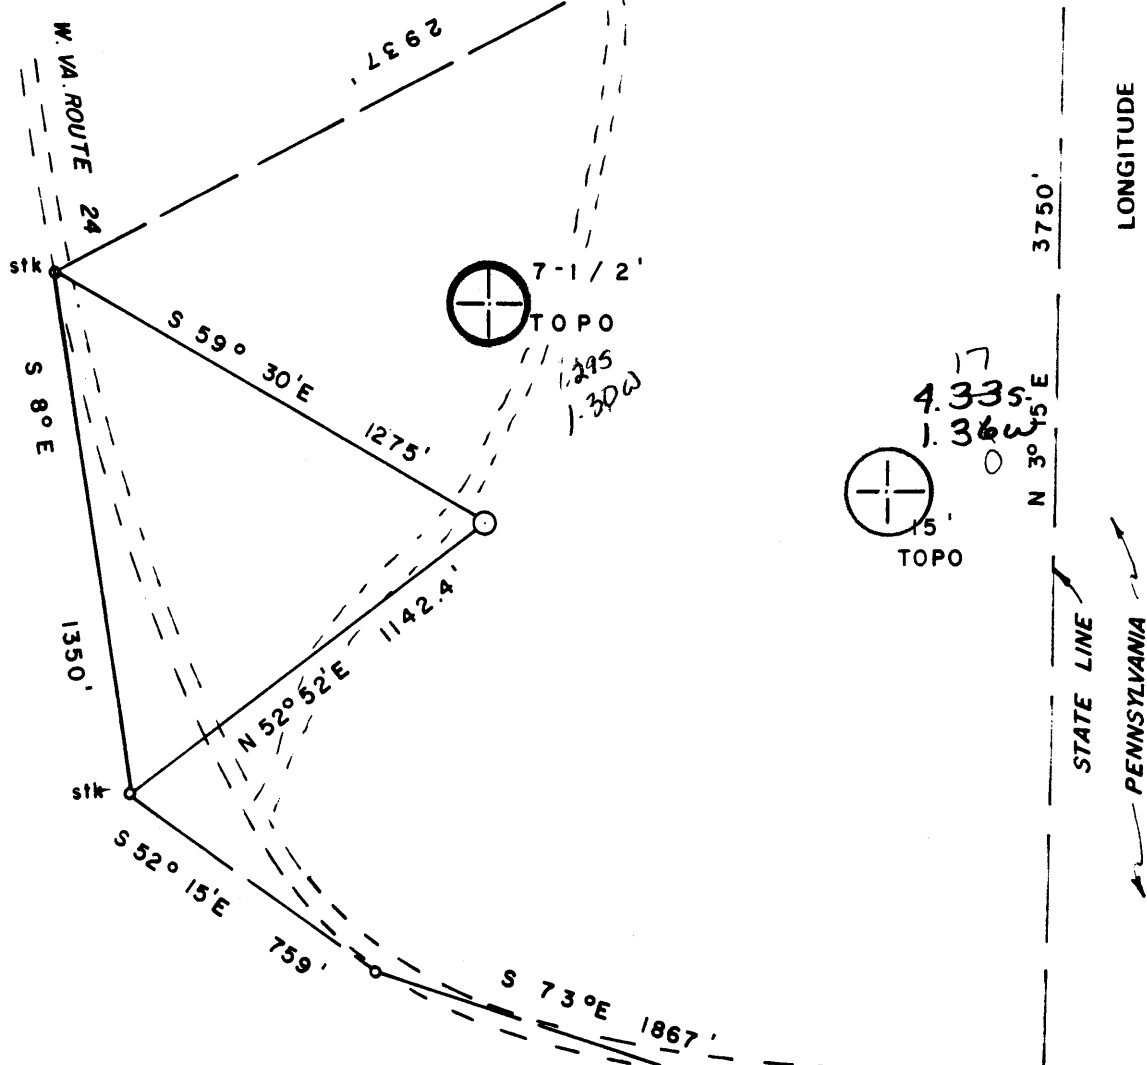 W. VA. ROUTE 24
2937'
LONGITUDE
3750'
stk
7-1/2'
TOPO
1.295
1.30W
S 59° 30'E
1275'
S 8° E
1350'
17
4.33S.
1.36W
0
N 3° 15' E
15'
TOPO
1142.4'
N 52° 52'E
STATE LINE
PENNSYLVANIA
stk
S 52° 15'E
759'
S 73°E
1867'